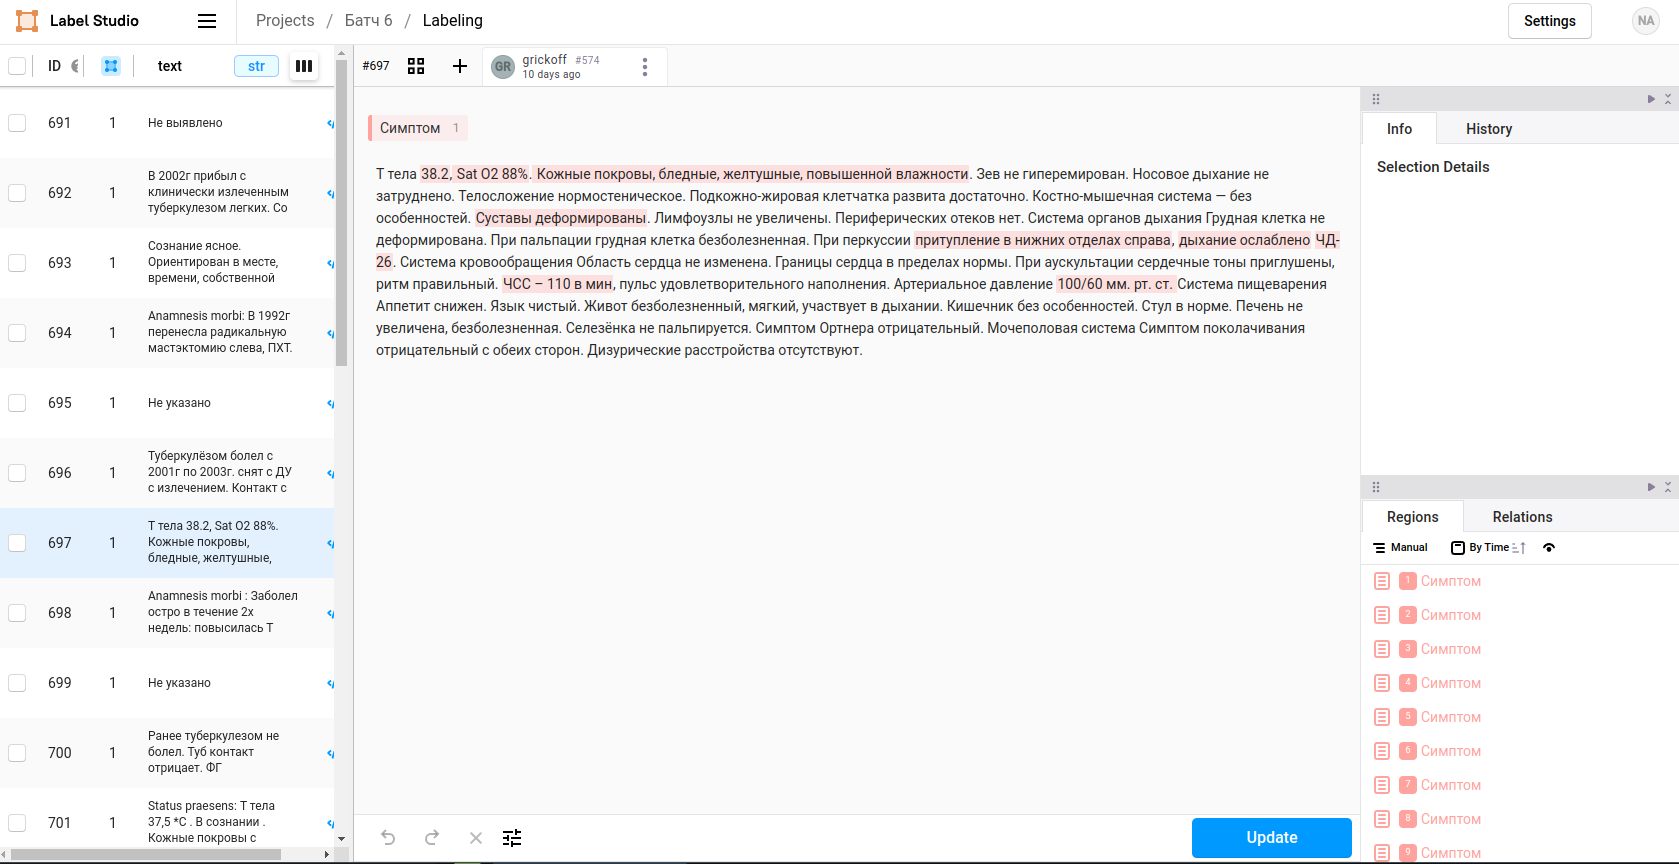 Label Studio
Projects / Батч 6 / Labeling
Settings
NA
ID
text
str
691 1 Не выявлено
692 1 В 2002г прибыл с
клинически излеченным
туберкулезом легких. Со
693 1 Сознание ясное.
Ориентирован в месте,
времени, собственной
694 1 Anamnesis morbi: В 1992г
перенесла радикальную
мастэктомию слева, ПХТ.
695 1 Не указано
696 1 Туберкулёзом болел с
2001г по 2003г. снят с ДУ
с излечением. Контакт с
697 1 Т тела 38.2, Sat O2 88%.
Кожные покровы,
бледные, желтушные,
698 1 Anamnesis morbi : Заболел
остро в течение 2х
недель: повысилась Т
699 1 Не указано
700 1 Ранее туберкулезом не
болел. Туб контакт
отрицает. ФГ
701 1 Status praesens: Т тела
37,5 *С . В сознании .
Кожные покровы с
#697
GR
grickoff #574
10 days ago
Симптом 1
Т тела 38.2, Sat O2 88%. Кожные покровы, бледные, желтушные, повышенной влажности. Зев не гиперемирован. Носовое дыхание не
затруднено. Телосложение нормостеническое. Подкожно-жировая клетчатка развита достаточно. Костно-мышечная система — без
особенностей. Суставы деформированы. Лимфоузлы не увеличены. Периферических отеков нет. Система органов дыхания Грудная клетка не
деформирована. При пальпации грудная клетка безболезненная. При перкуссии притупление в нижних отделах справа, дыхание ослаблено ЧД-
26. Система кровообращения Область сердца не изменена. Границы сердца в пределах нормы. При аускультации сердечные тоны приглушены,
ритм правильный. ЧСС – 110 в мин, пульс удовлетворительного наполнения. Артериальное давление 100/60 мм. рт. ст. Система пищеварения
Аппетит снижен. Язык чистый. Живот безболезненный, мягкий, участвует в дыхании. Кишечник без особенностей. Стул в норме. Печень не
увеличена, безболезненная. Селезёнка не пальпируется. Симптом Ортнера отрицательный. Мочеполовая система Симптом поколачивания
отрицательный с обеих сторон. Дизурические расстройства отсутствуют.
Update
Info
History
Selection Details
Regions
Relations
Manual
By Time
1 Симптом
2 Симптом
3 Симптом
4 Симптом
5 Симптом
6 Симптом
7 Симптом
8 Симптом
9 Симптом